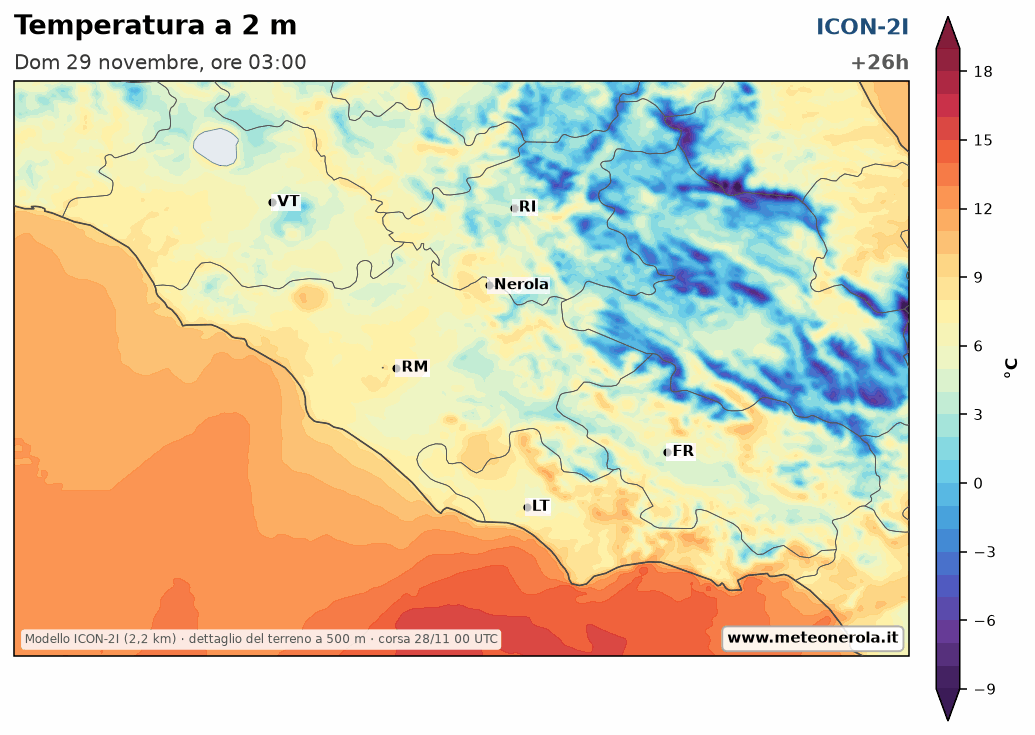 Temperatura a 2 m
ICON-2I
Dom 29 novembre, ore 03:00
+26h
VT
RI
Nerola
RM
FR
LT
18
15
12
9
6
3
0
−3
−6
−9
°C
Modello ICON-2I (2,2 km) · dettaglio del terreno a 500 m · corsa 28/11 00 UTC
www.meteonerola.it